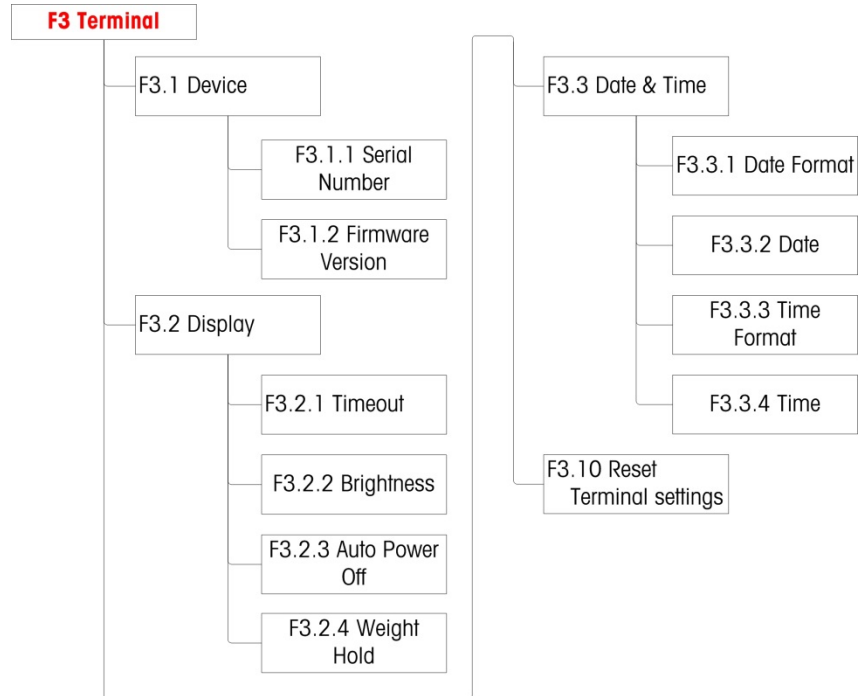 F3 Terminal
F3.1 Device
F3.1.1 Serial
Number
F3.1.2 Firmware
Version
F3.2 Display
F3.2.1 Timeout
F3.2.2 Brightness
F3.2.3 Auto Power
Off
F3.2.4 Weight
Hold
F3.3 Date & Time
F3.3.1 Date Format
F3.3.2 Date
F3.3.3 Time
Format
F3.3.4 Time
F3.10 Reset
Terminal settings